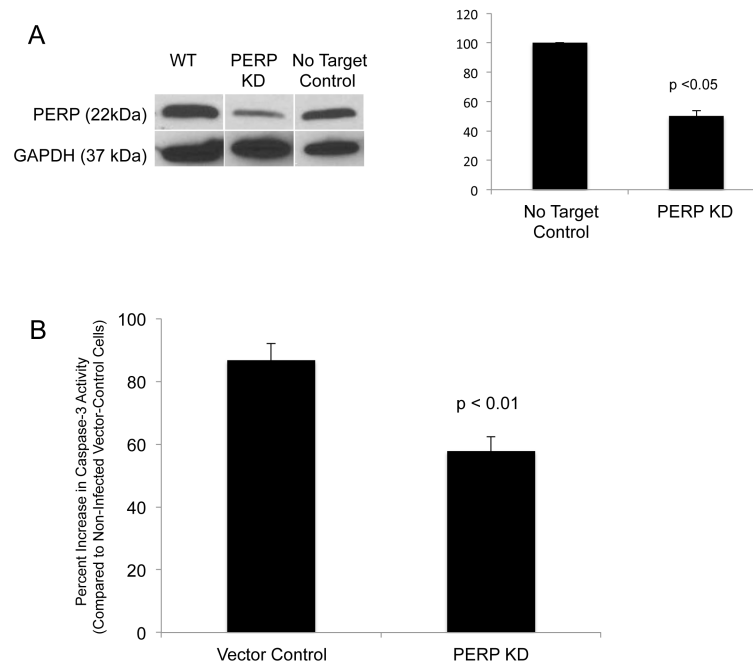 A
WT
PERP
KD
No Target
Control
PERP (22kDa)
GAPDH (37 kDa)
120
100
80
60
40
20
0
p <0.05
No Target
Control
PERP KD
B
Percent Increase in Caspase-3 Activity
(Compared to Non-Infected Vector-Control Cells)
100
80
60
40
20
0
p < 0.01
Vector Control
PERP KD